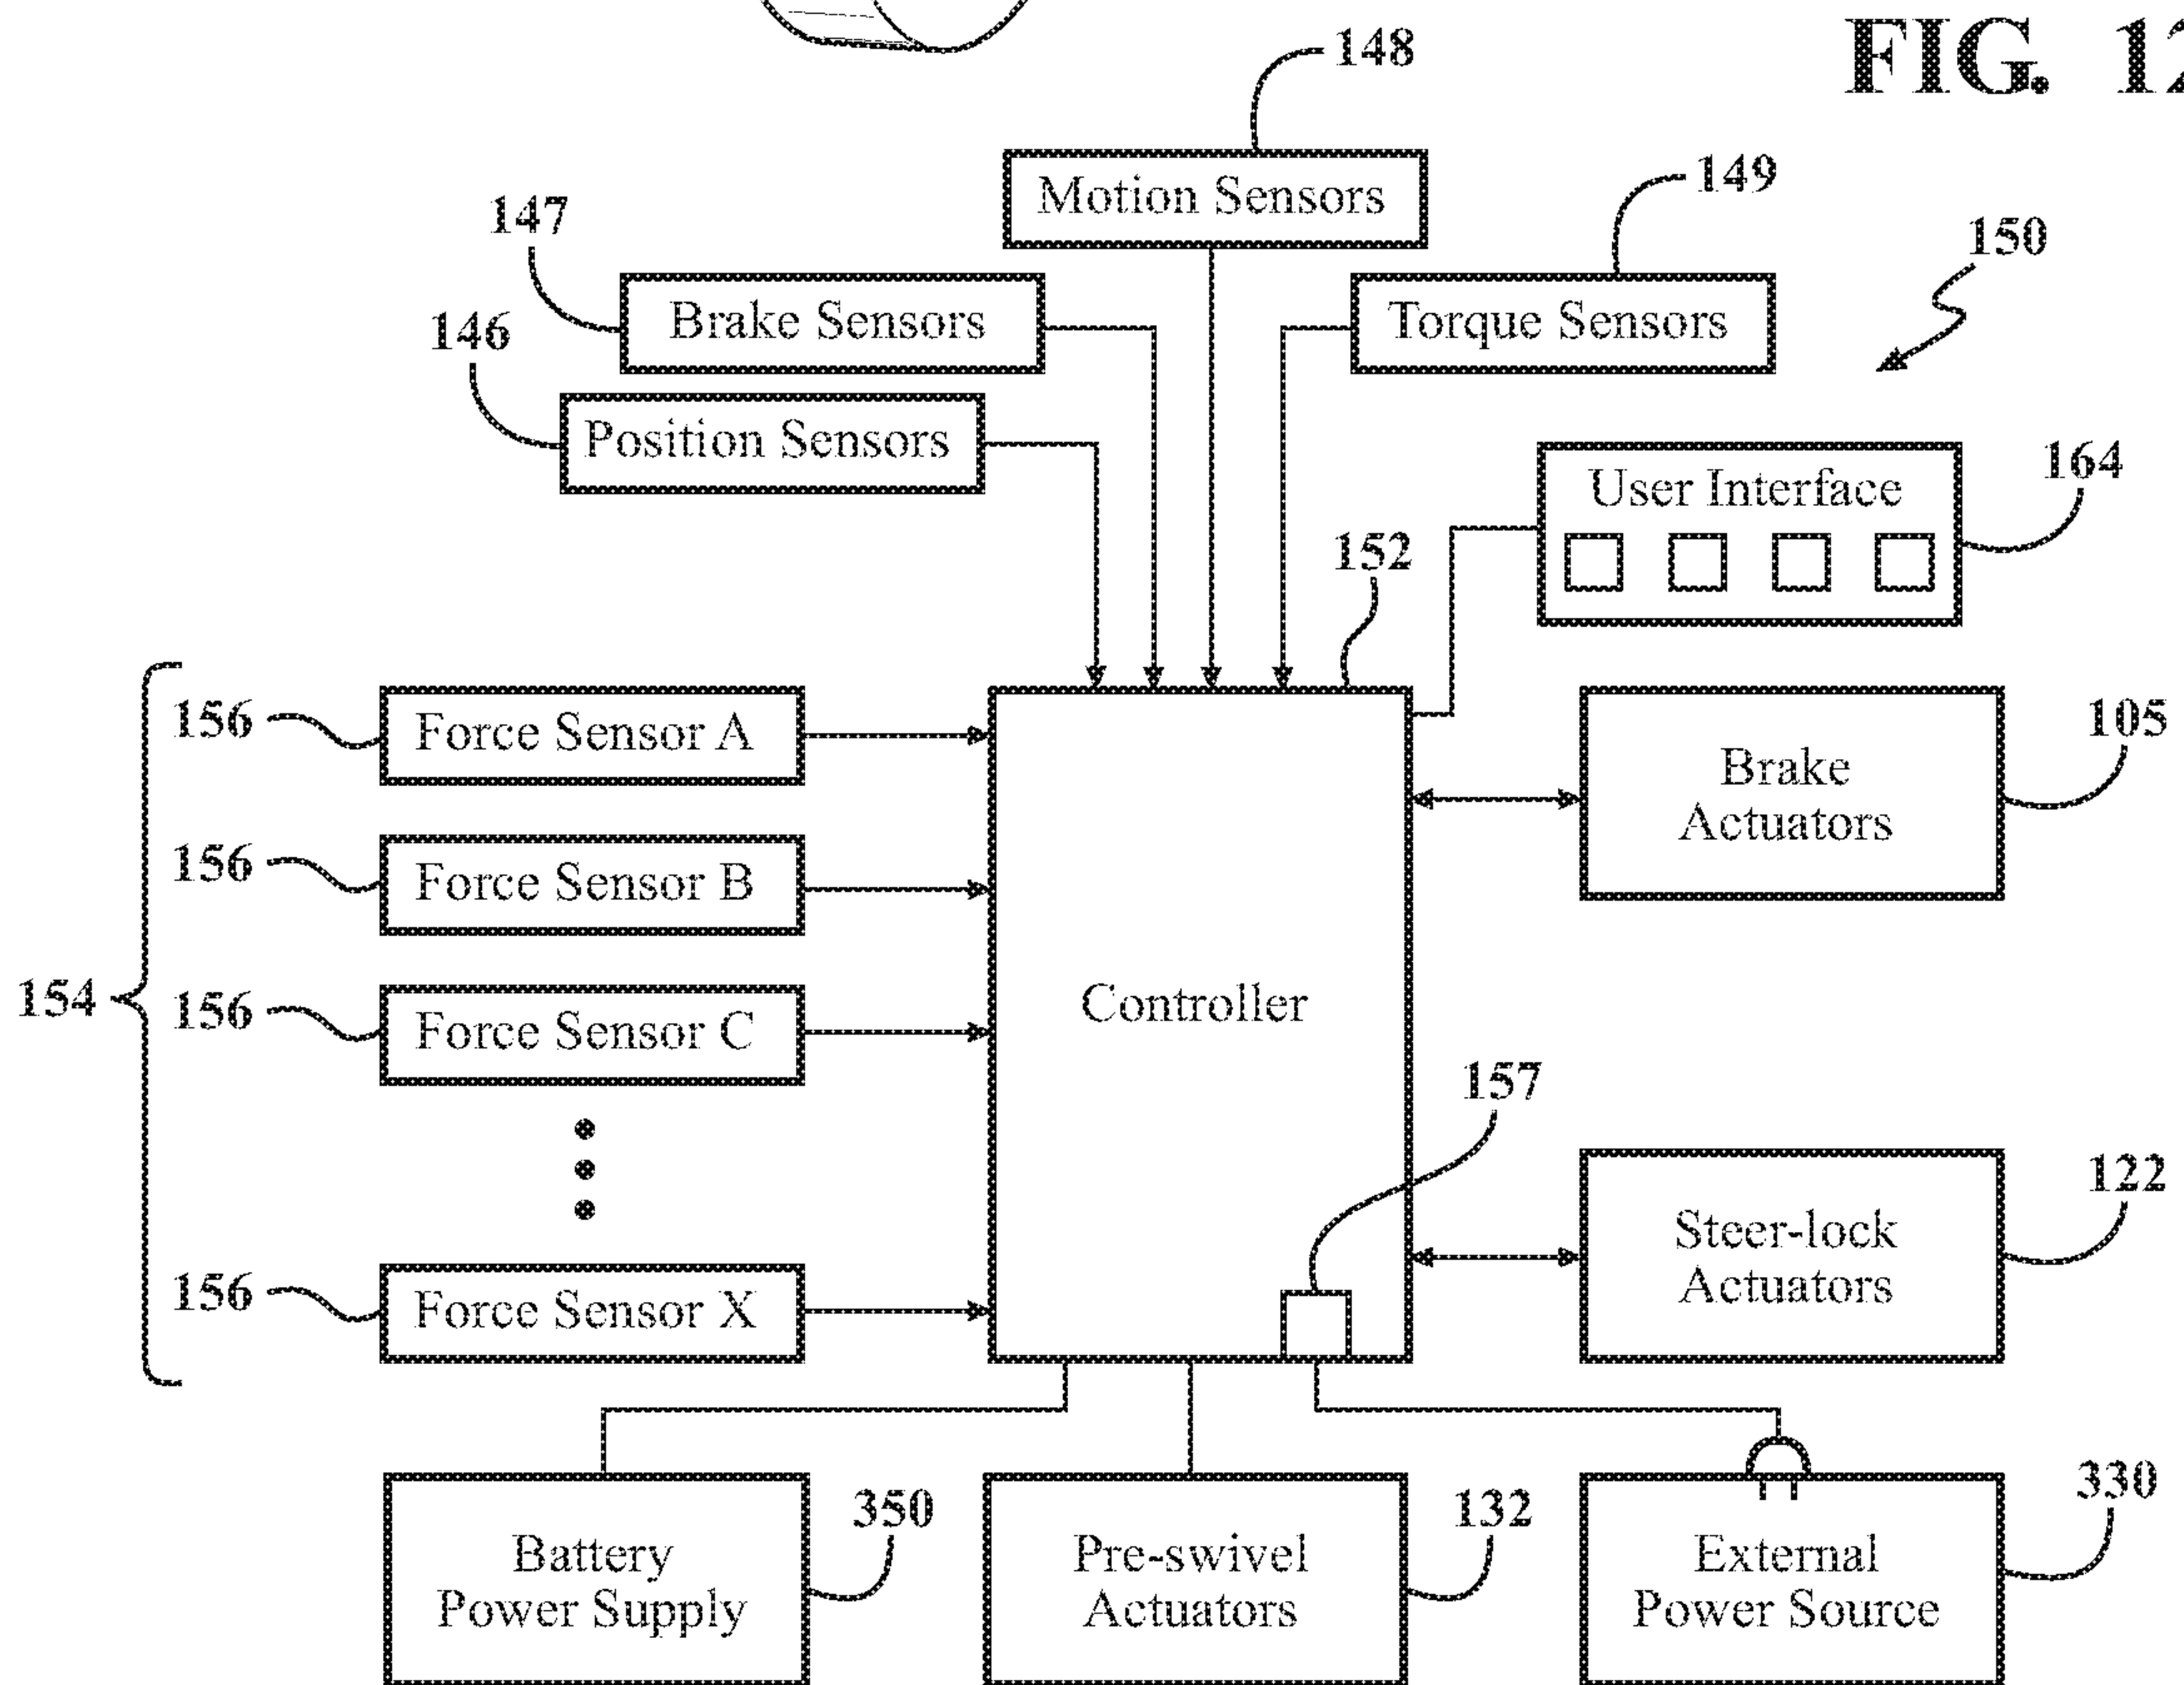 148
FIG. 12
Motion Sensors
149
147
150
Brake Sensors
Torque Sensors
146
Position Sensors
164
User Interface
152
156
Force Sensor A
105
Brake
Actuators
156
Force Sensor B
154
156
Force Sensor C
Controller
157
122
Steer-lock
Actuators
156
Force Sensor X
350
132
330
Battery
Power Supply
Pre-swivel
Actuators
External
Power Source